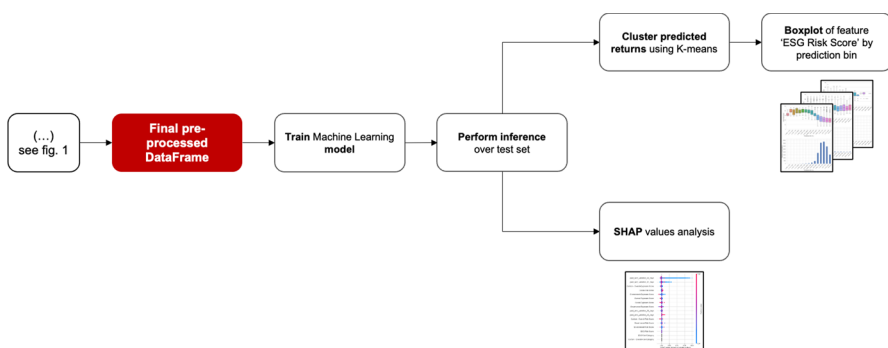 (...)
see fig. 1
Final pre-
processed
DataFrame
Train Machine Learning
model
Perform inference
over test set
Cluster predicted
returns using K-means
Boxplot of feature
'ESG Risk Score' by
prediction bin
SHAP values analysis